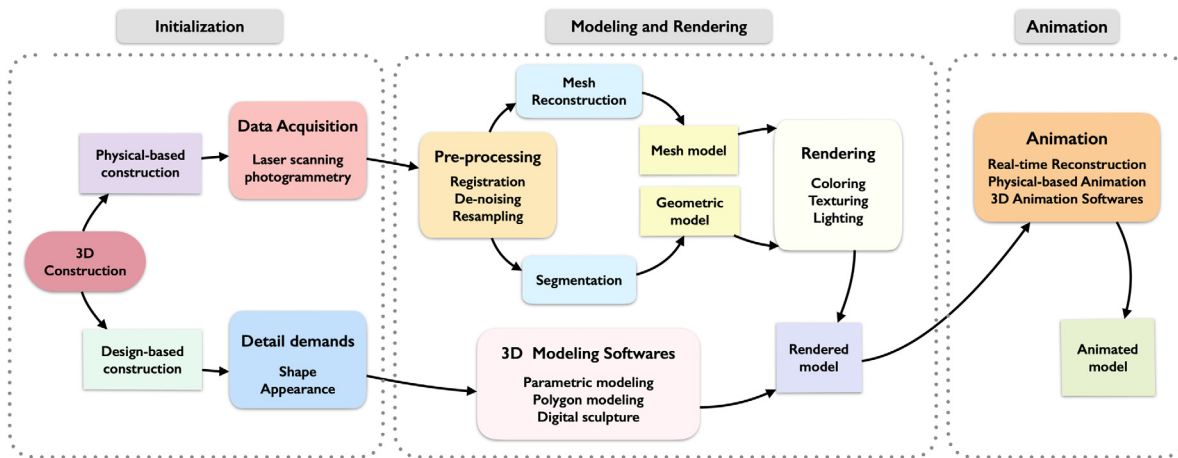 Initialization
Modeling and Rendering
Animation
3D
Construction
Physical-based
construction
Data Acquisition
Laser scanning
photogrammetry
Design-based
construction
Detail demands
Shape
Appearance
Pre-processing
Registration
De-noising
Resampling
Mesh
Reconstruction
Mesh model
Segmentation
Geometric
model
Rendering
Coloring
Texturing
Lighting
3D Modeling Softwares
Parametric modeling
Polygon modeling
Digital sculpture
Rendered
model
Animation
Real-time Reconstruction
Physical-based Animation
3D Animation Softwares
Animated
model